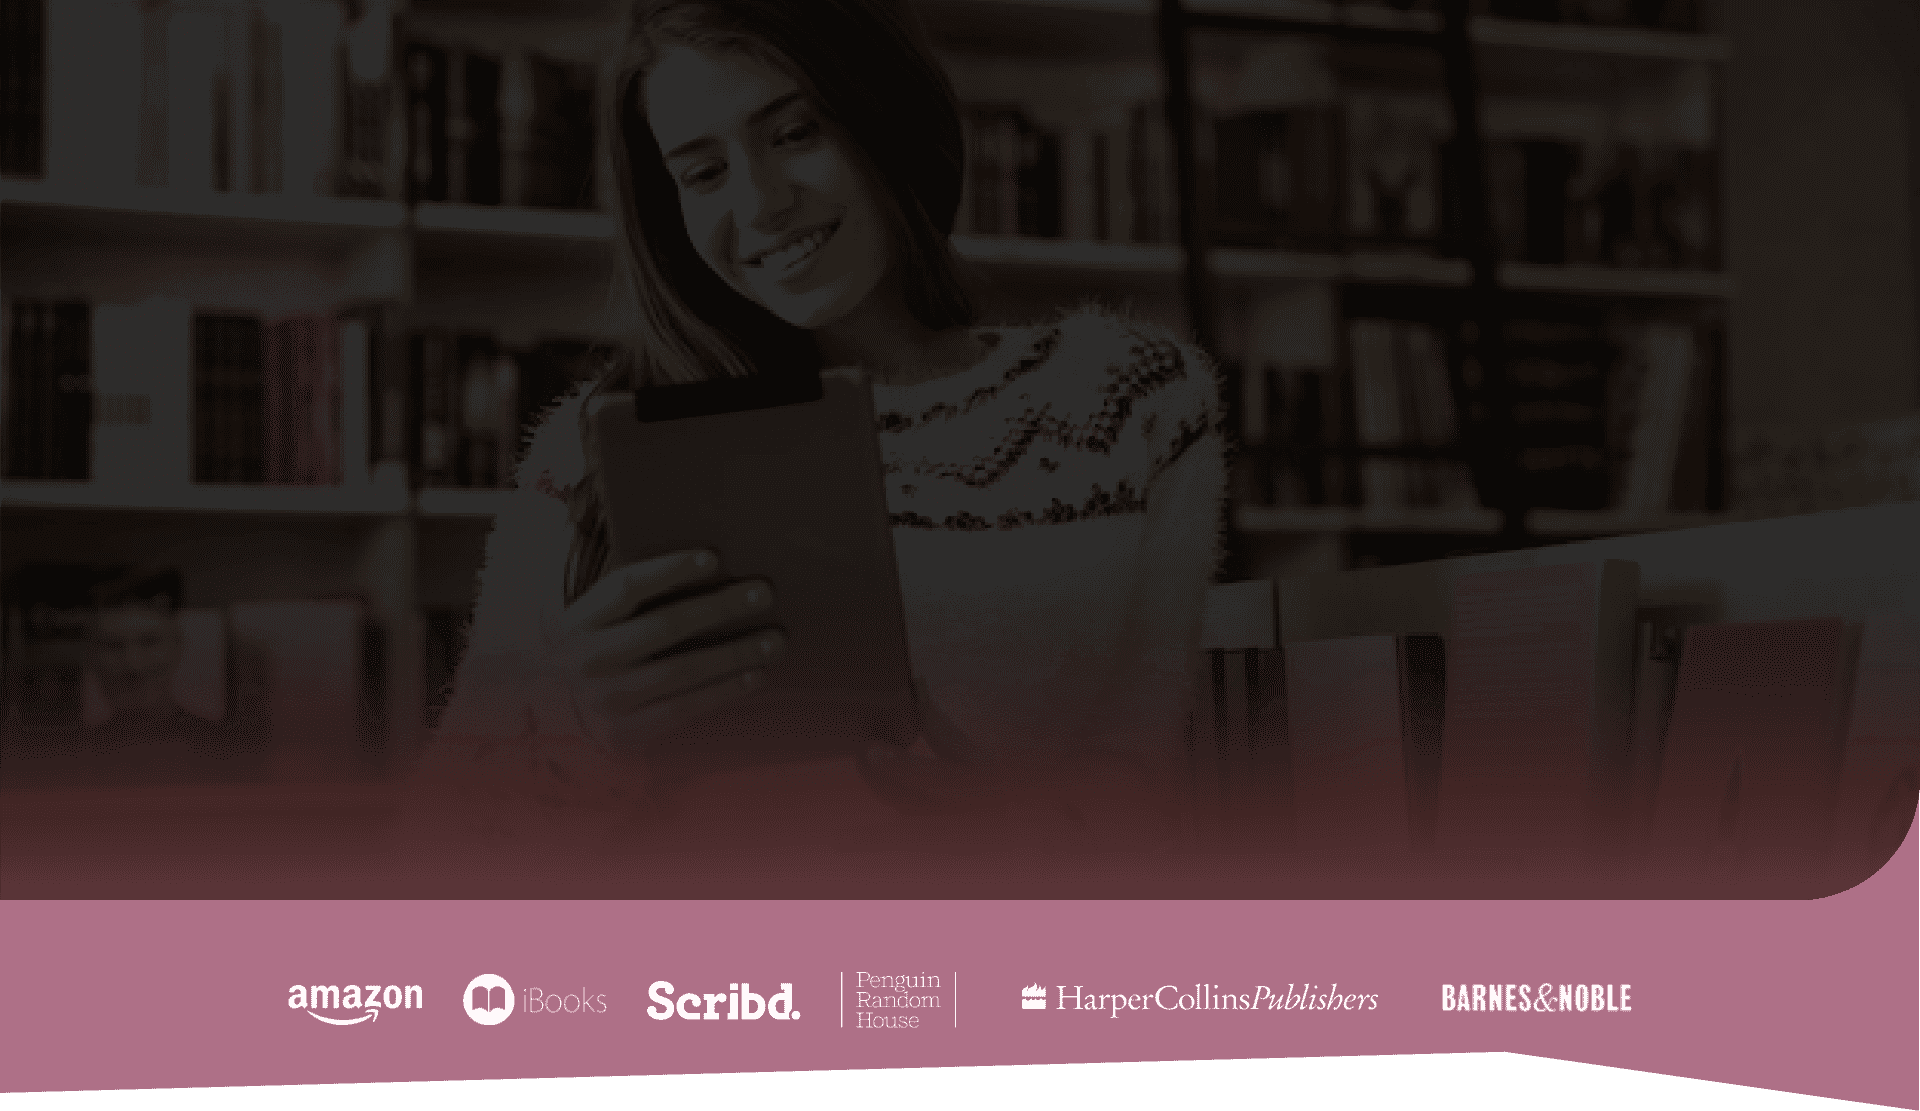 amazon
iBooks
Scribd.
Penguin
Random
House
HarperCollinsPublishers
BARNES&NOBLE